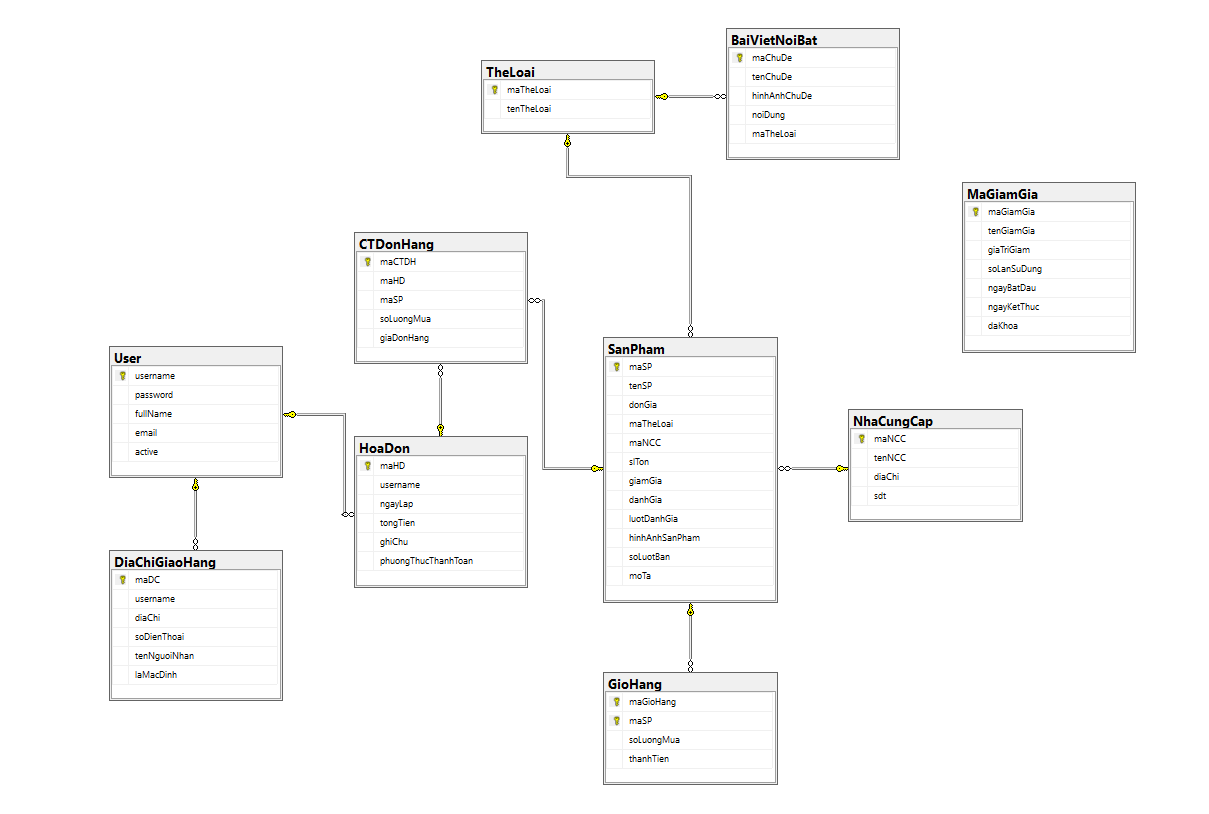 BaiVietNoiBat
maChuDe
tenChuDe
hinhAnhChuDe
noiDung
maTheLoai
TheLoai
maTheLoai
tenTheLoai
MaGiamGia
maGiamGia
tenGiamGia
giaTriGiam
soLanSuDung
ngayBatDau
ngayKetThuc
daKhoa
CTDonHang
maCTDH
maHD
maSP
soLuongMua
giaDonHang
User
username
password
fullName
email
active
HoaDon
maHD
username
ngayLap
tongTien
ghiChu
phuongThucThanhToan
SanPham
maSP
tenSP
donGia
maTheLoai
maNCC
slTon
giamGia
danhGia
luotDanhGia
hinhAnhSanPham
soLuotBan
moTa
NhaCungCap
maNCC
tenNCC
diaChi
sdt
DiaChiGiaoHang
maDC
username
diaChi
soDienThoai
tenNguoiNhan
laMacDinh
GioHang
maGioHang
maSP
soLuongMua
thanhTien